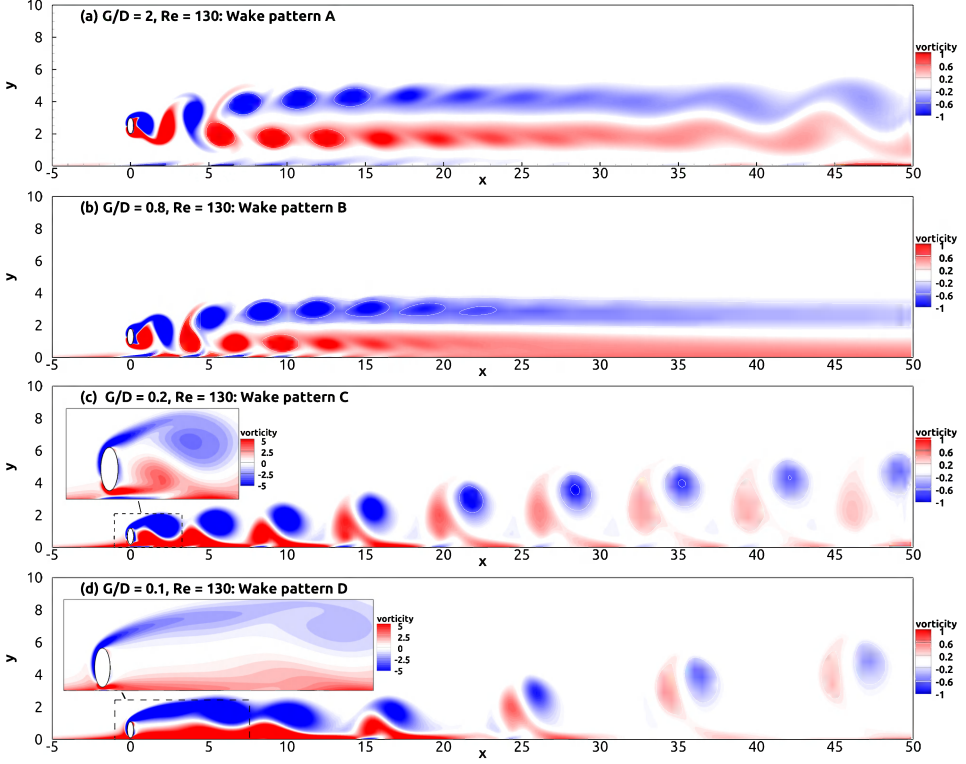 (a) G/D = 2, Re = 130: Wake pattern A
10
8
6
4
2
0
y
-5 0 5 10 15 20 25 30 35 40 45 50
x
vorticity
1
0.6
0.2
-0.2
-0.6
-1
(b) G/D = 0.8, Re = 130: Wake pattern B
10
8
6
4
2
0
y
-5 0 5 10 15 20 25 30 35 40 45 50
x
vorticity
1
0.6
0.2
-0.2
-0.6
-1
(c) G/D = 0.2, Re = 130: Wake pattern C
vorticity
5
2.5
0
-2.5
-5
10
8
6
4
2
0
y
-5 0 5 10 15 20 25 30 35 40 45 50
x
vorticity
1
0.6
0.2
-0.2
-0.6
-1
(d) G/D = 0.1, Re = 130: Wake pattern D
vorticity
5
2.5
0
-2.5
-5
10
8
6
4
2
0
y
-5 0 5 10 15 20 25 30 35 40 45 50
x
vorticity
1
0.6
0.2
-0.2
-0.6
-1